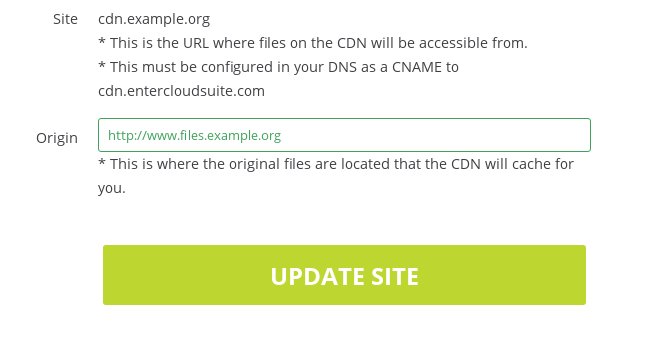 Site cdn.example.org
* This is the URL where files on the CDN will be accessible from.
* This must be configured in your DNS as a CNAME to
cdn.entercloudsuite.com
Origin http://www.files.example.org
* This is where the original files are located that the CDN will cache for
you.
UPDATE SITE